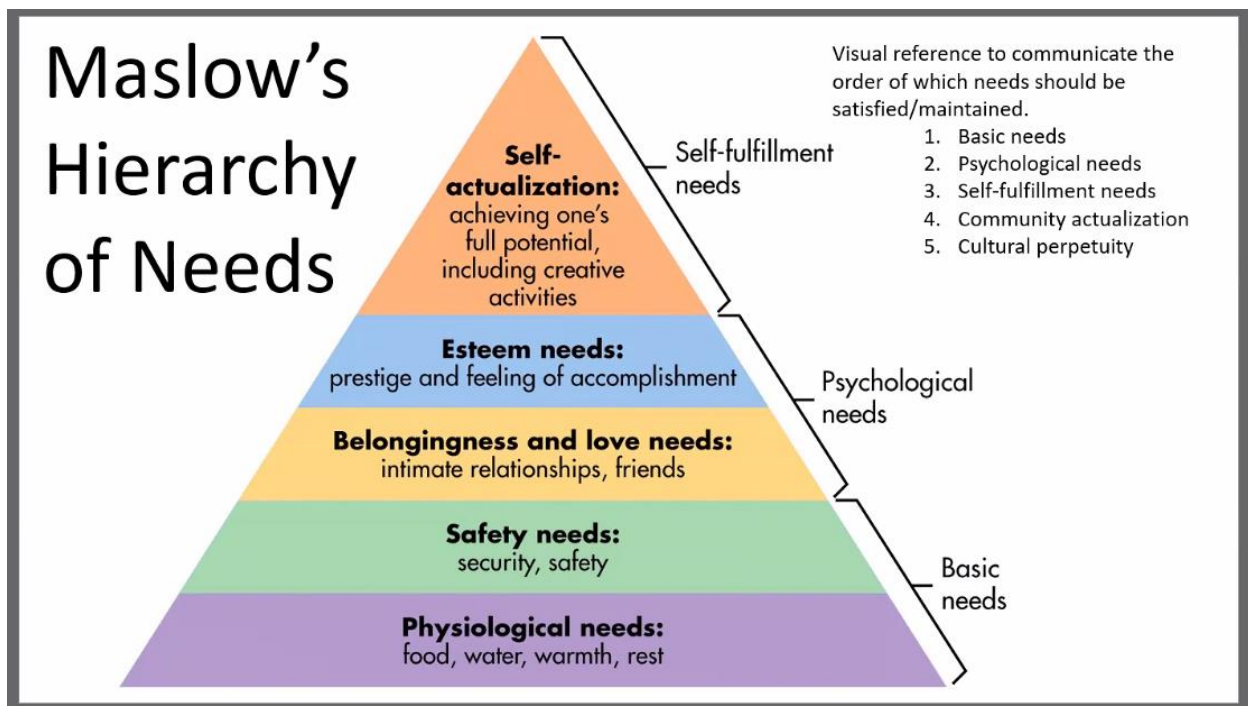 Maslow's
Hierarchy
of Needs
Visual reference to communicate the
order of which needs should be
satisfied/maintained.
1. Basic needs
2. Psychological needs
3. Self-fulfillment needs
4. Community actualization
5. Cultural perpetuity
Self-
actualization:
achieving one's
full potential,
including creative
activities
Self-fulfillment
needs
Esteem needs:
prestige and feeling of accomplishment
Psychological
needs
Belongingness and love needs:
intimate relationships, friends
Safety needs:
security, safety
Basic
needs
Physiological needs:
food, water, warmth, rest